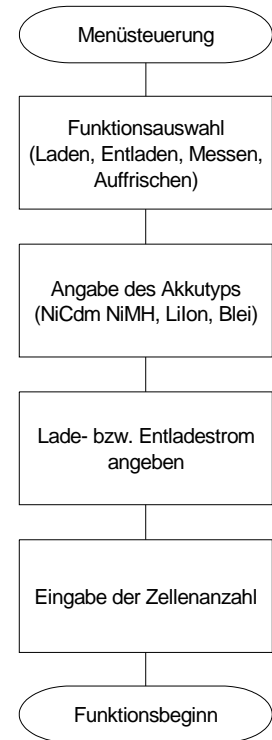 Menüsteuerung
Funktionsauswahl
(Laden, Entladen, Messen,
Auffrischen)
Angabe des Akkutyps
(NiCdm NiMH, LiIon, Blei)
Lade- bzw. Entladestrom
angeben
Eingabe der Zellenanzahl
Funktionsbeginn